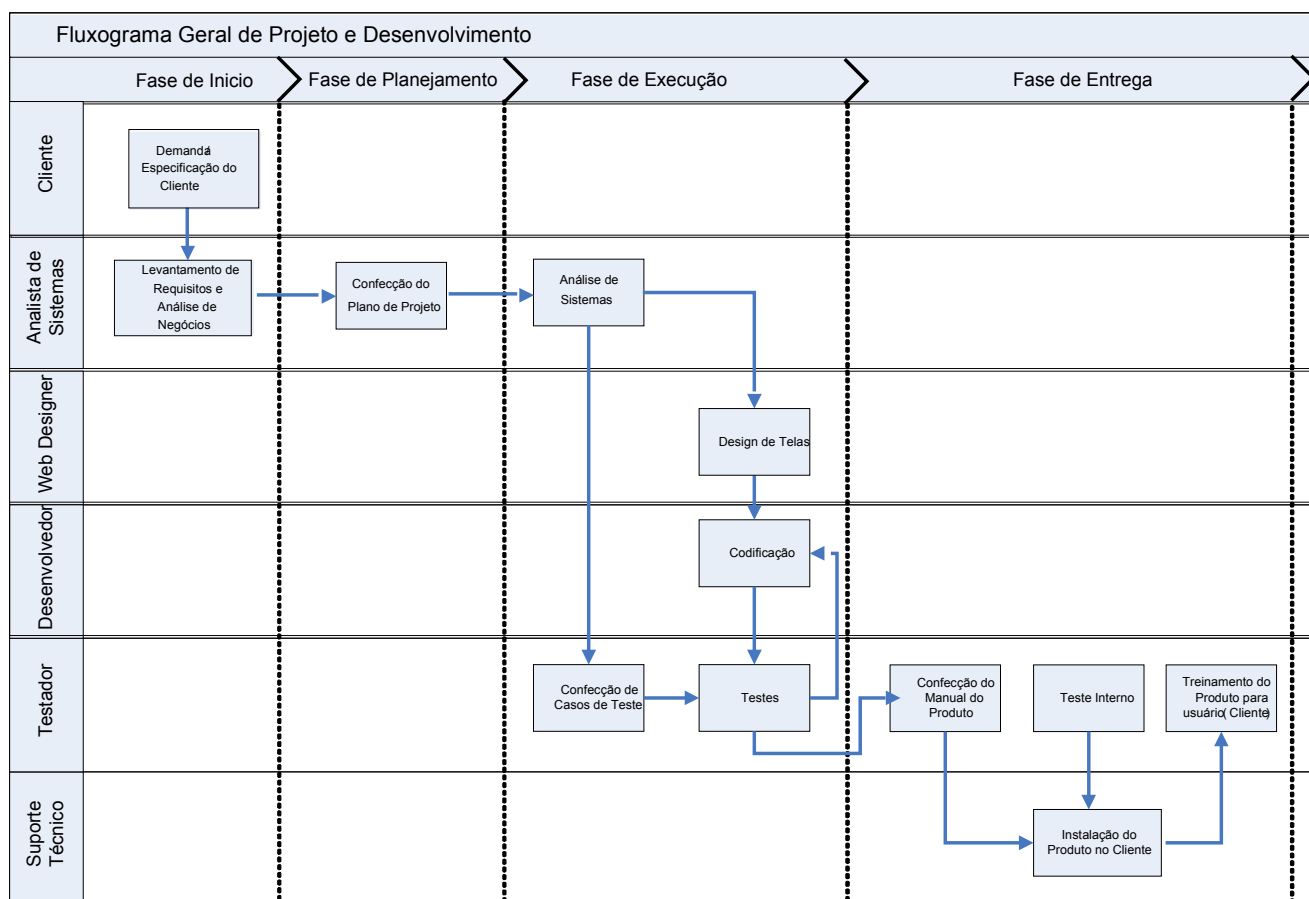 Fluxograma Geral de Projeto e Desenvolvimento
Fase de Inicio
Fase de Planejamento
Fase de Execução
Fase de Entrega
Cliente
Demanda/
Especificação do
Cliente
Analista de
Sistemas
Levantamento de
Requisitos e
Análise de
Negócios
Confecção do
Plano de Projeto
Análise de
Sistemas
Web Designer
Design de Telas
Desenvolvedor
Codificação
Testador
Confecção de
Casos de Teste
Testes
Confecção do
Manual do
Produto
Teste Interno
Treinamento do
Produto para
usuário(Cliente)
Suporte
Técnico
Instalação do
Produto no Cliente